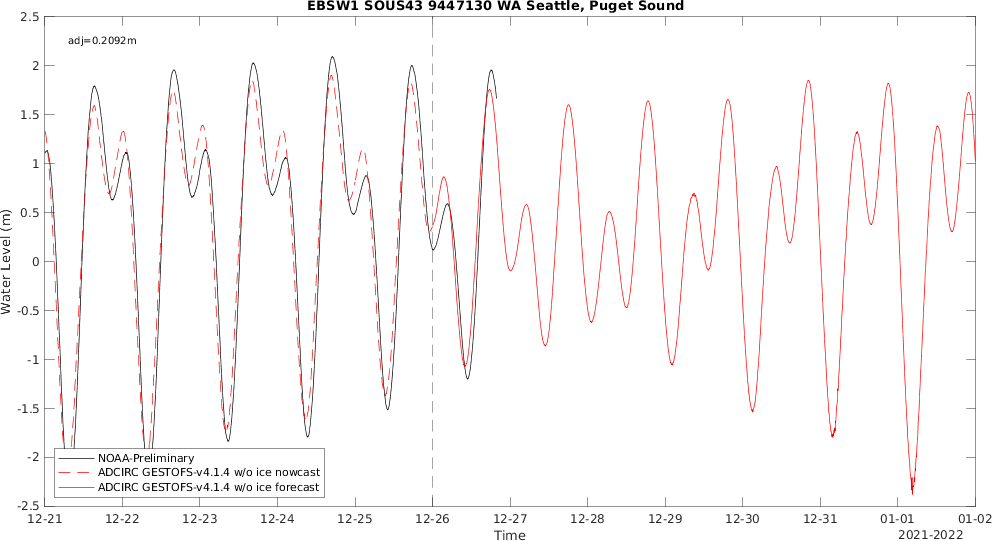 EBSW1 SOUS43 9447130 WA Seattle, Puget Sound
adj=0.2092m
2.5
2
1.5
1
0.5
0
-0.5
-1
-1.5
-2
-2.5
Water Level (m)
NOAA-Preliminary
ADCIRC GESTOFS-v4.1.4 w/o ice nowcast
ADCIRC GESTOFS-v4.1.4 w/o ice forecast
12-21 12-22 12-23 12-24 12-25 12-26 12-27 12-28 12-29 12-30 12-31 01-01 01-02
Time
2021-2022